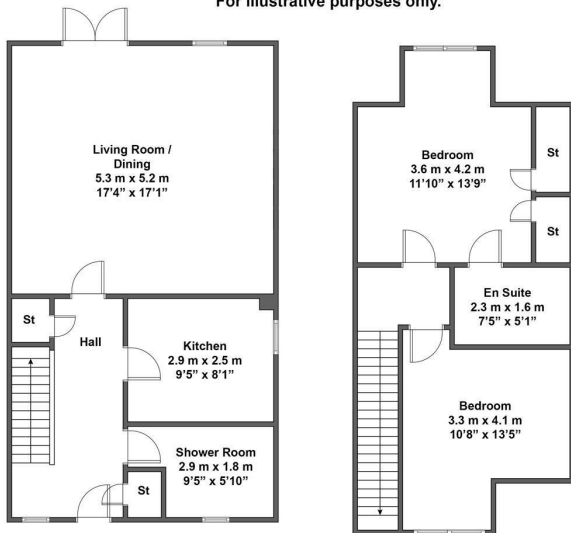 For illustrative purposes only.
Living Room /
Dining
5.3 m x 5.2 m
17'4” x 17'1”
St
Hall
Kitchen
2.9 m x 2.5 m
9'5” x 8'1”
Shower Room
2.9 m x 1.8 m
9'5” x 5'10”
St
Bedroom
3.6 m x 4.2 m
11'10” x 13'9”
St
St
En Suite
2.3 m x 1.6 m
7'5” x 5'1”
Bedroom
3.3 m x 4.1 m
10'8” x 13'5”